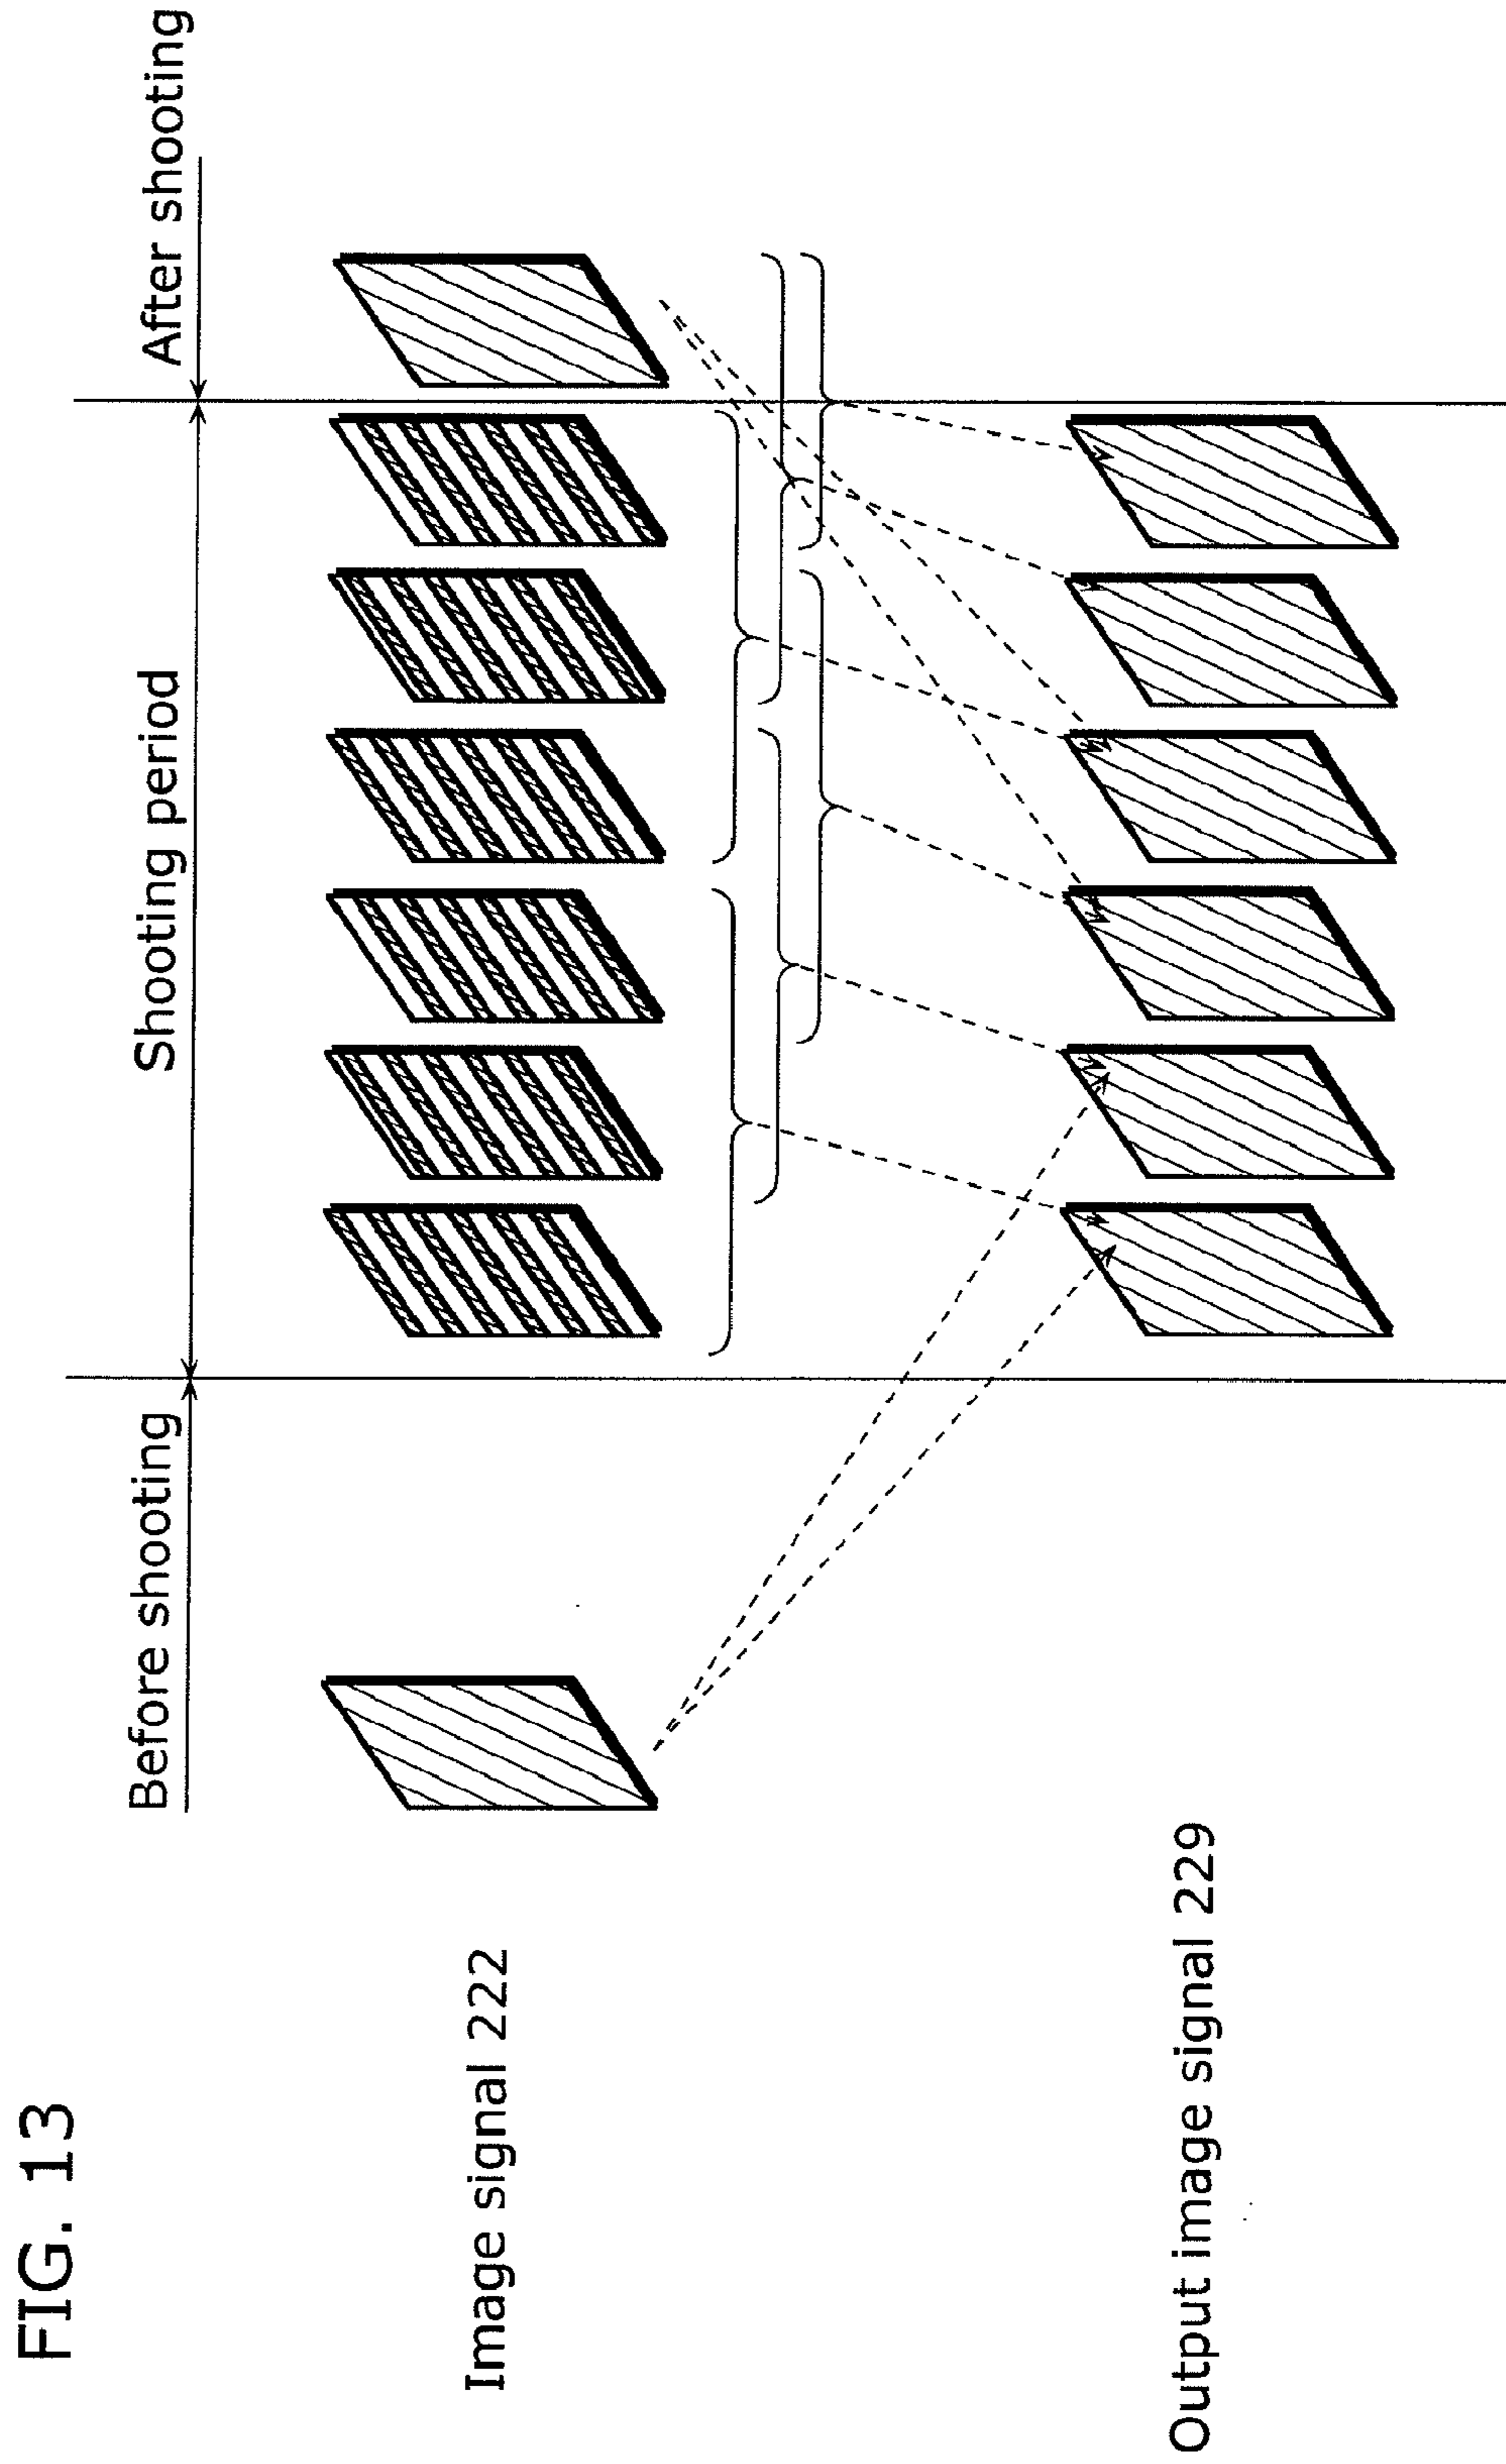 FIG. 13
Before shooting
Shooting period
After shooting
Image signal 222
Output image signal 229